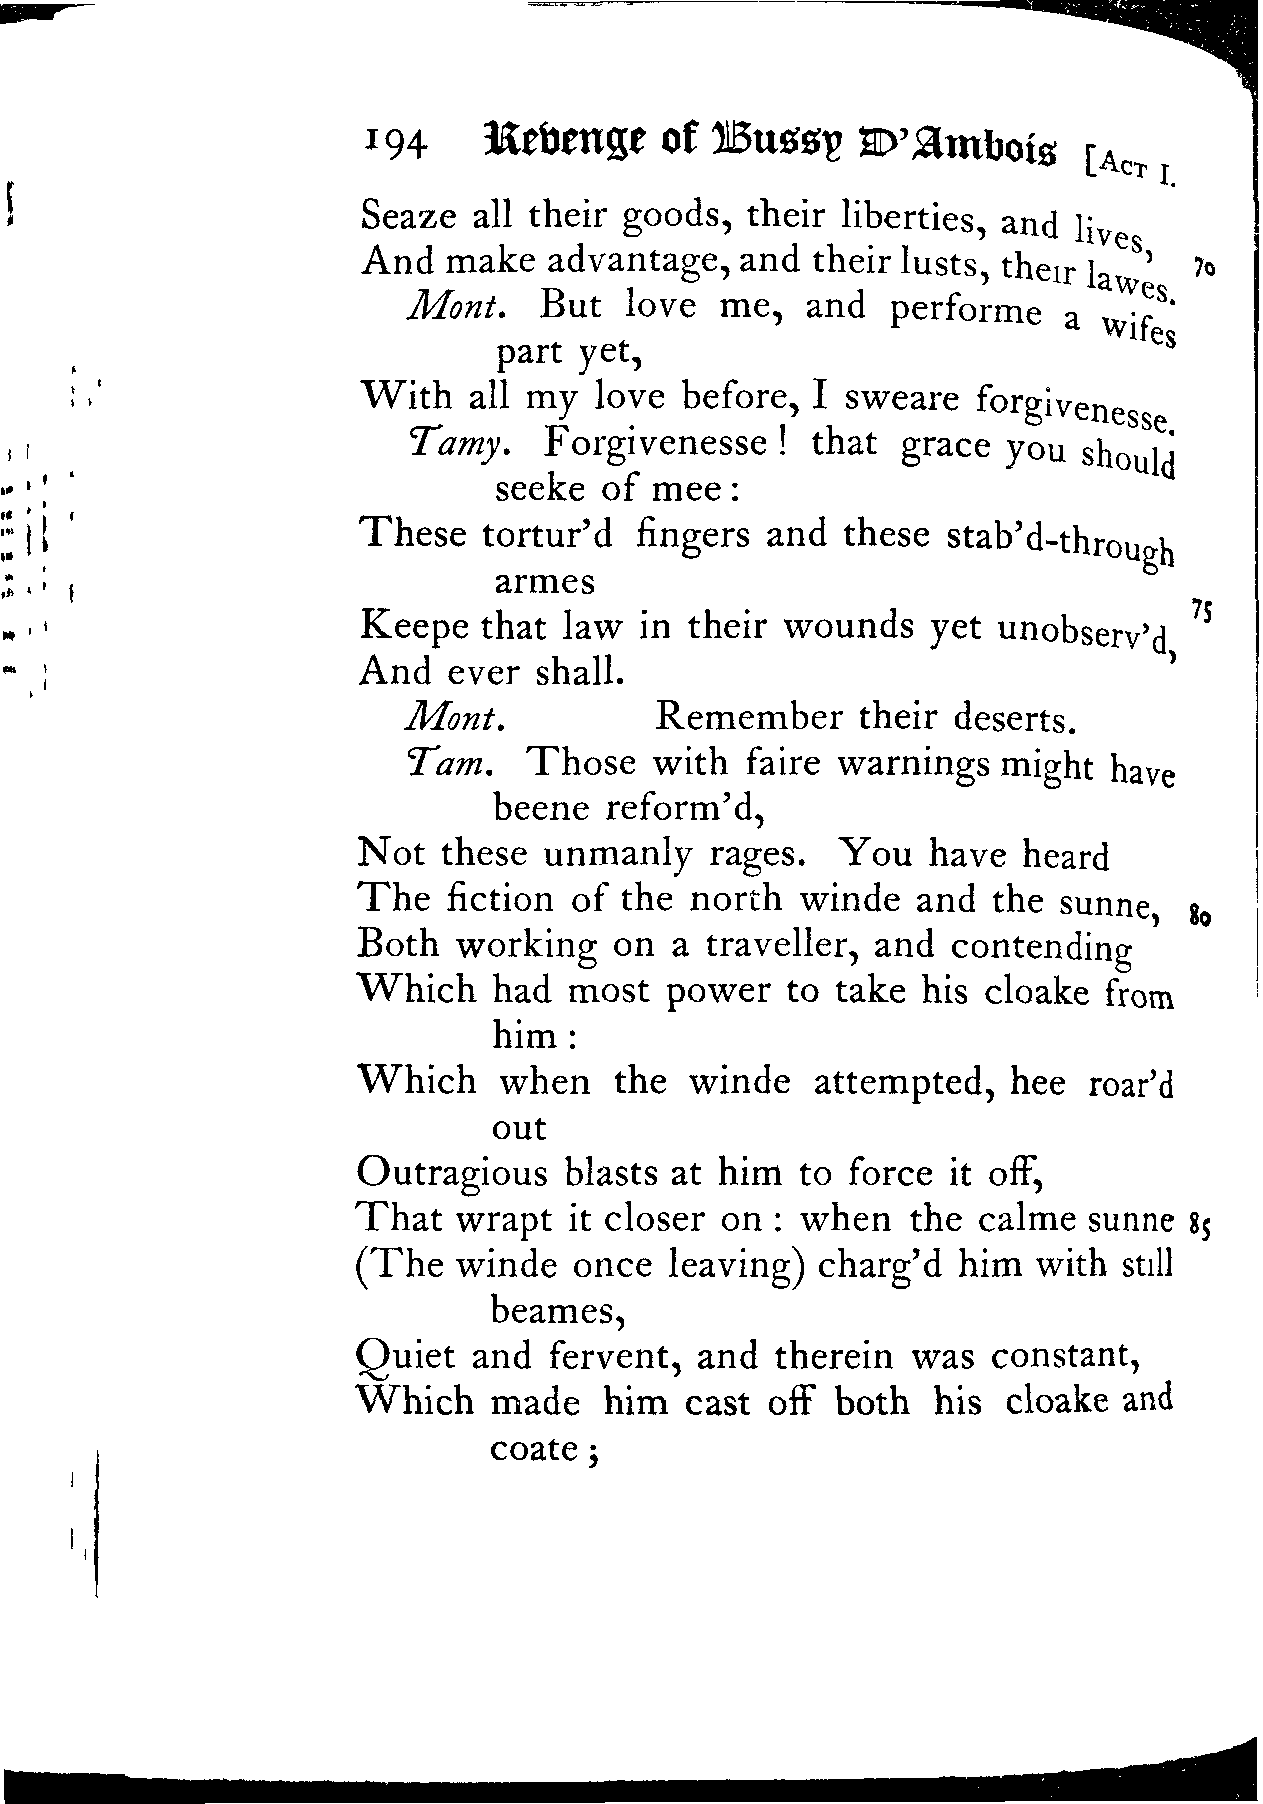 194 Revenge of Bussy D'Ambois [ACT I.
Seaze all their goods, their liberties, and lives,
And make advantage, and their lusts, their lawes. 70
Mont. But love me, and performe a wifes
part yet,
With all my love before, I sweare forgivenesse.
Tamy. Forgivenesse ! that grace you should
seeke of mee :
These tortur'd fingers and these stab'd-through
armes
Keepe that law in their wounds yet unobserv'd, 75
And ever shall.
Mont. Remember their deserts.
Tam. Those with faire warnings might have
beene reform'd,
Not these unmanly rages. You have heard
The fiction of the north winde and the sunne, 80
Both working on a traveller, and contending
Which had most power to take his cloake from
him :
Which when the winde attempted, hee roar'd
out
Outragious blasts at him to force it off,
That wrapt it closer on : when the calme sunne 85
(The winde once leaving) charg'd him with still
beames,
Quiet and fervent, and therein was constant,
Which made him cast off both his cloake and
coate ;